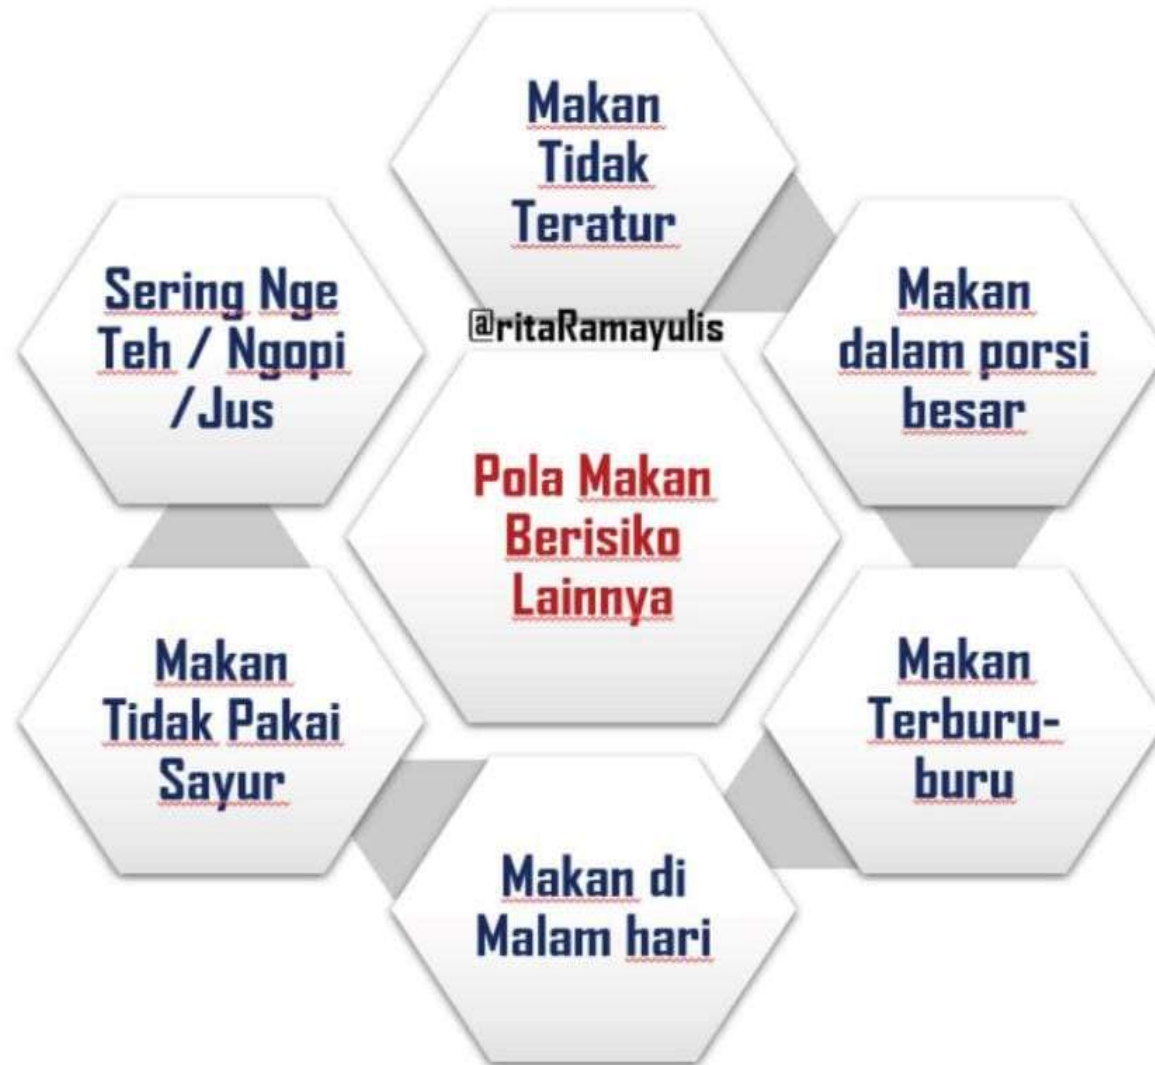 Makan
Tidak
Teratur
Sering Nge
Teh / Ngopi
/Jus
Makan
dalam porsi
besar
@ritaRamayulis
Pola Makan
Berisiko
Lainnya
Makan
Tidak Pakai
Sayur
Makan
Terburu-
buru
Makan di
Malam hari